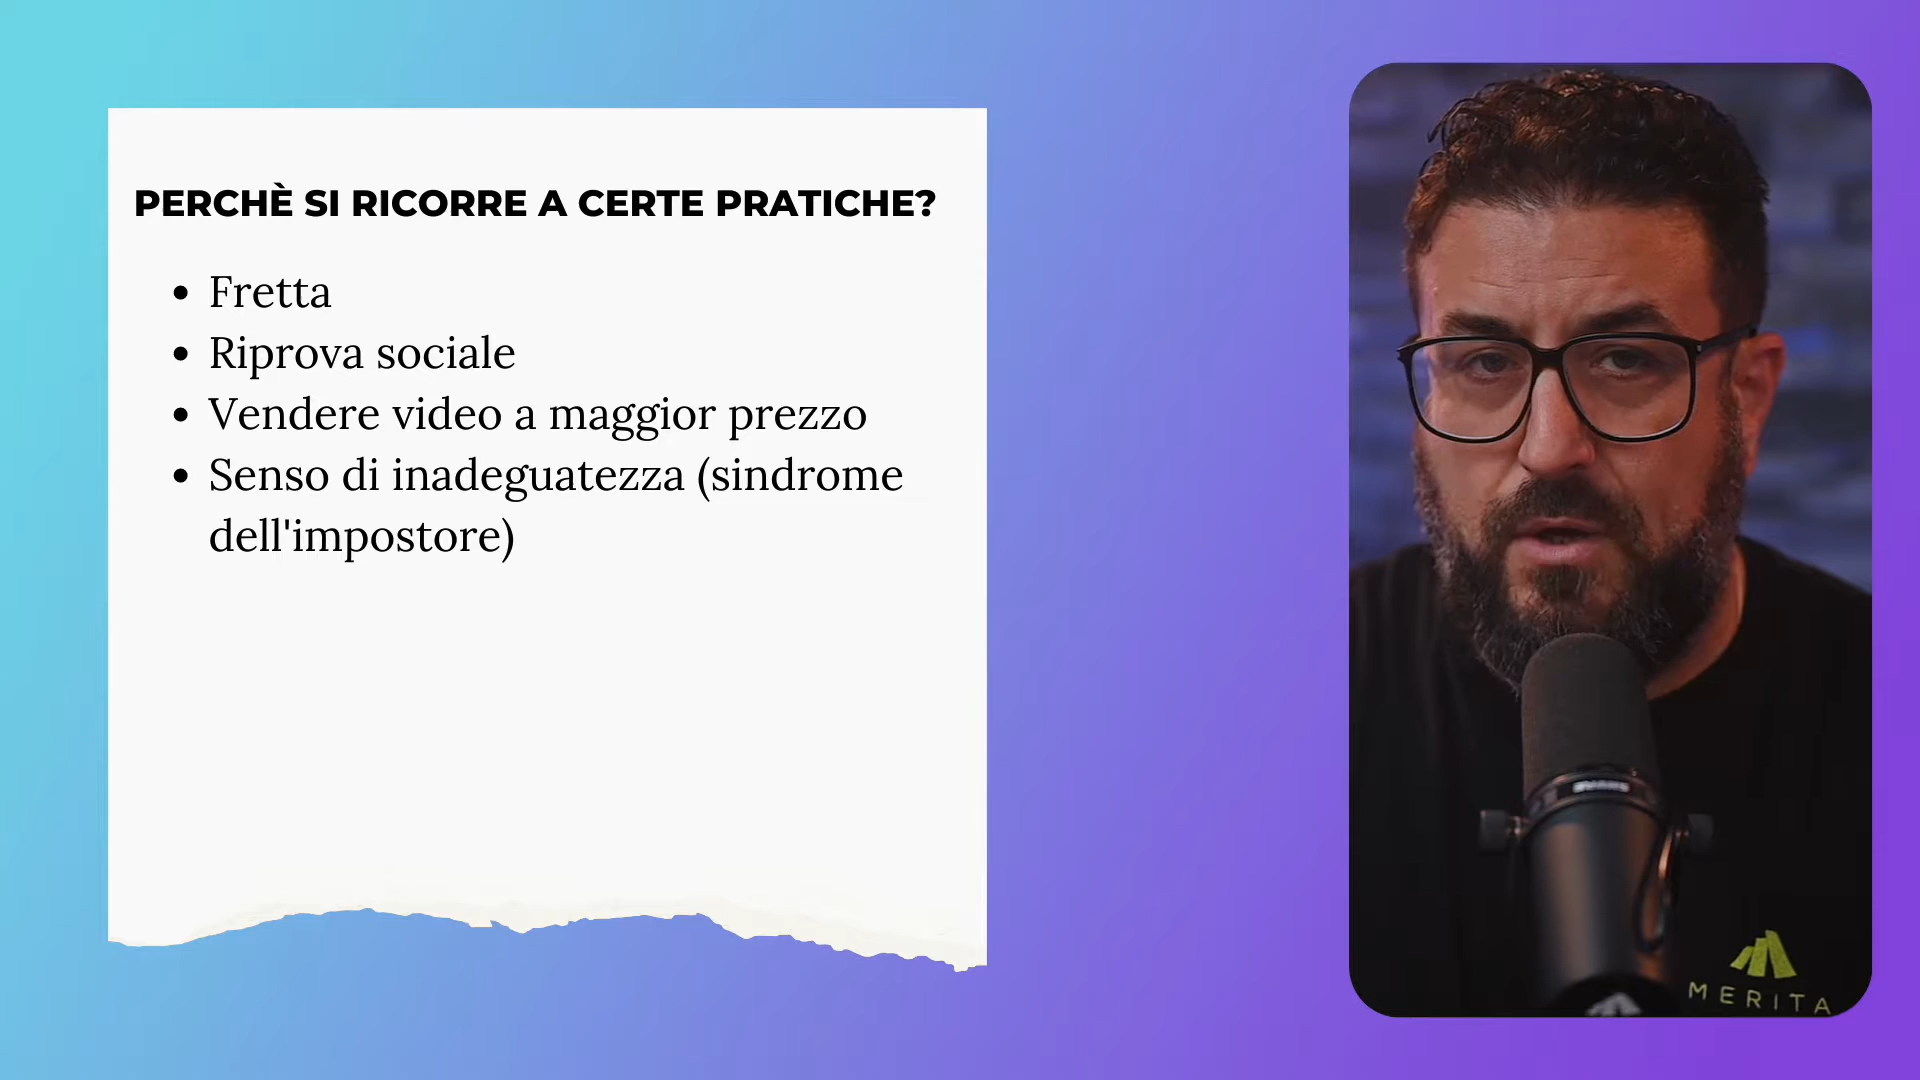 PERCHÈ SI RICORRE A CERTE PRATICHE?
• Fretta
• Riprova sociale
• Vendere video a maggior prezzo
• Senso di inadeguatezza (sindrome
dell'impostore)
MERITA